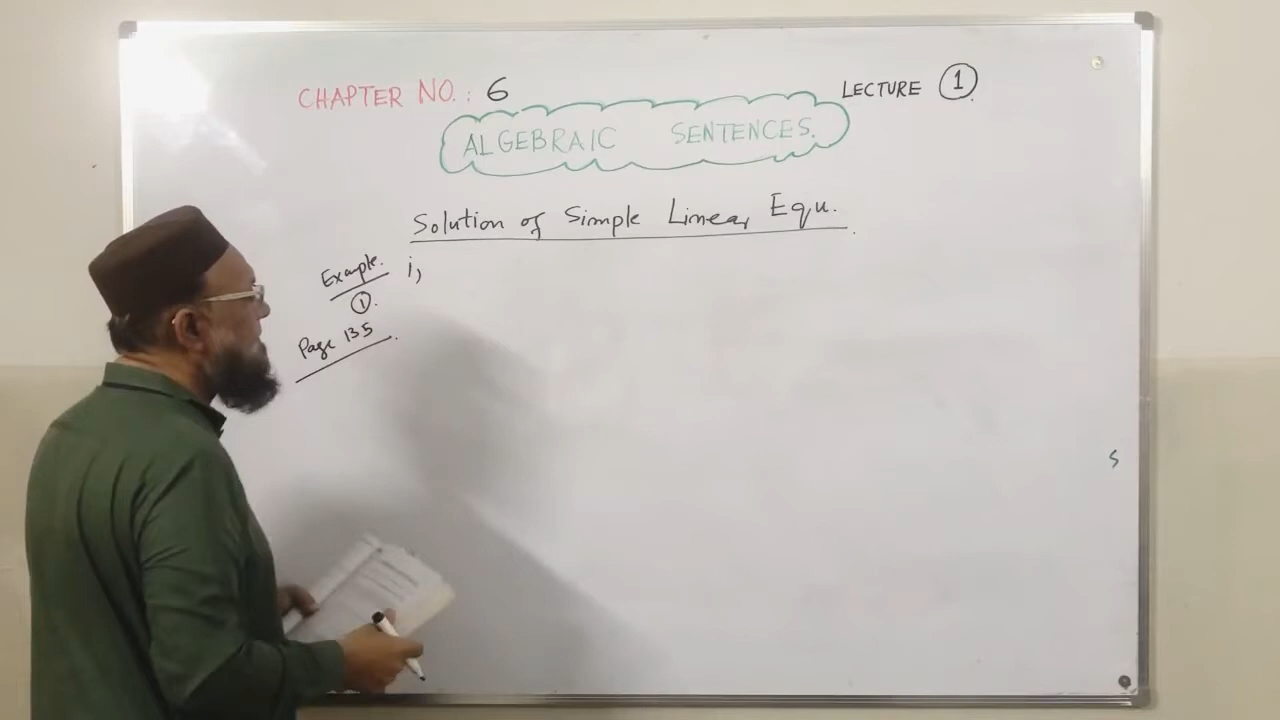 CHAPTER NO.: 6
LECTURE 1
ALGEBRAIC SENTENCES.
Solution of Simple Linear Equ.
Example. i,
1.
Page 135.
S